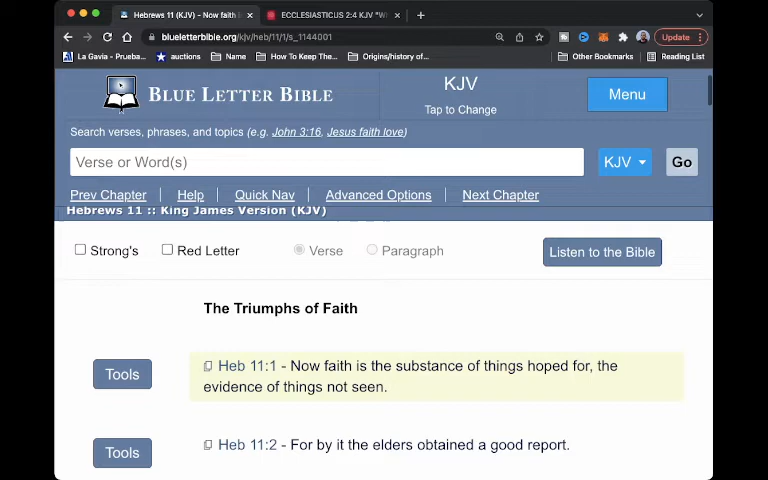 Hebrews 11 (KJV) - Now faith
ECCLESIASTICUS 2:4 KJV "W
blueletterbible.org/kjv/heb/11/1/s_1144001
Update
La Gavia - Prueba...
auctions
Name
How To Keep The...
Origins/history of...
Other Bookmarks
Reading List
BLUE LETTER BIBLE
KJV
Tap to Change
Menu
Search verses, phrases, and topics (e.g. John 3:16, Jesus faith love)
Verse or Word(s)
KJV
Go
Prev Chapter | Help | Quick Nav | Advanced Options | Next Chapter
Hebrews 11 :: King James Version (KJV)
Strong's
Red Letter
Verse
Paragraph
Listen to the Bible
The Triumphs of Faith
Tools
Heb 11:1 - Now faith is the substance of things hoped for, the
evidence of things not seen.
Tools
Heb 11:2 - For by it the elders obtained a good report.